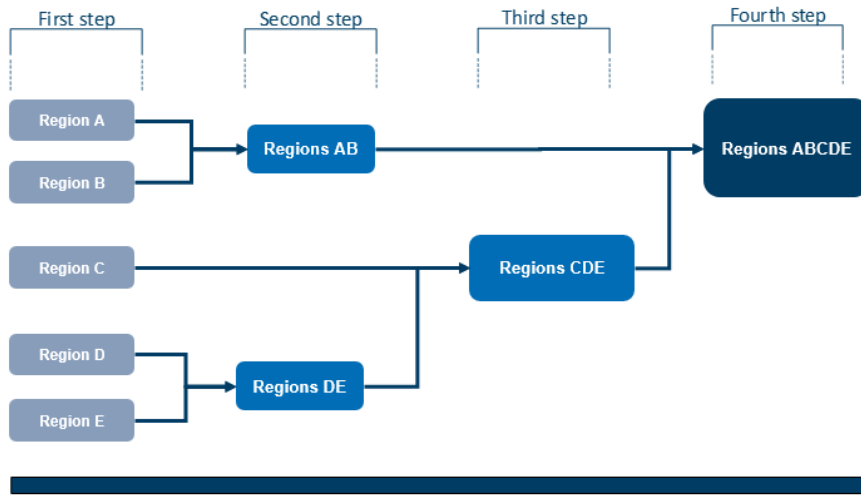 First step
Second step
Third step
Fourth step
Region A
Region B
Regions AB
Regions ABCDE
Region C
Regions CDE
Region D
Region E
Regions DE